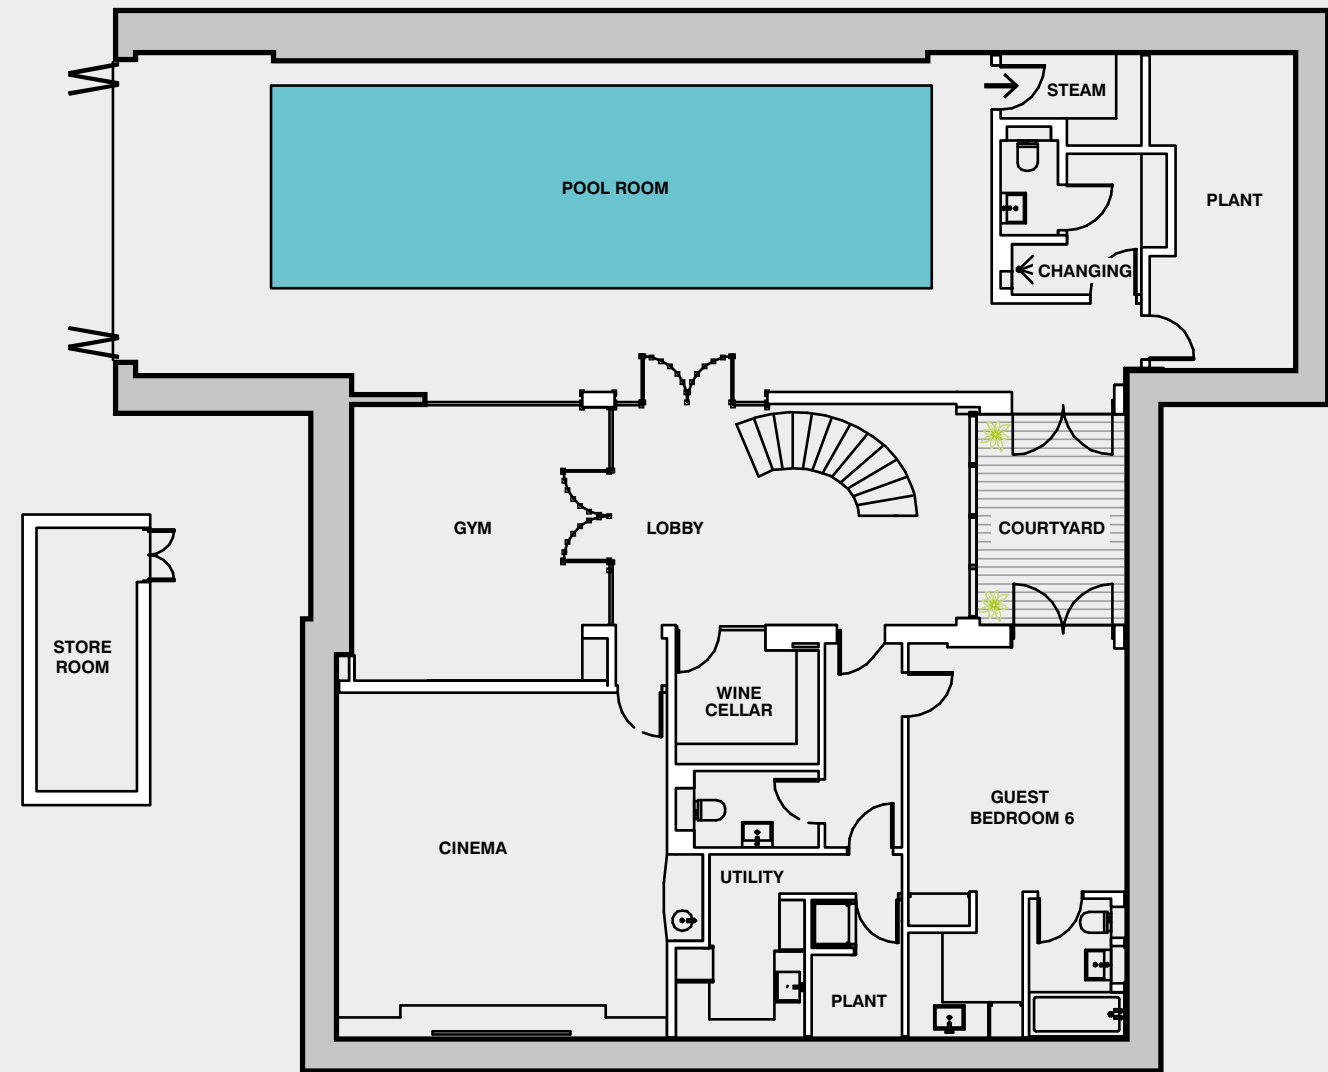 STEAM
POOL ROOM
PLANT
CHANGING
GYM
LOBBY
COURTYARD
STORE
ROOM
WINE
CELLAR
GUEST
BEDROOM 6
CINEMA
UTILITY
PLANT